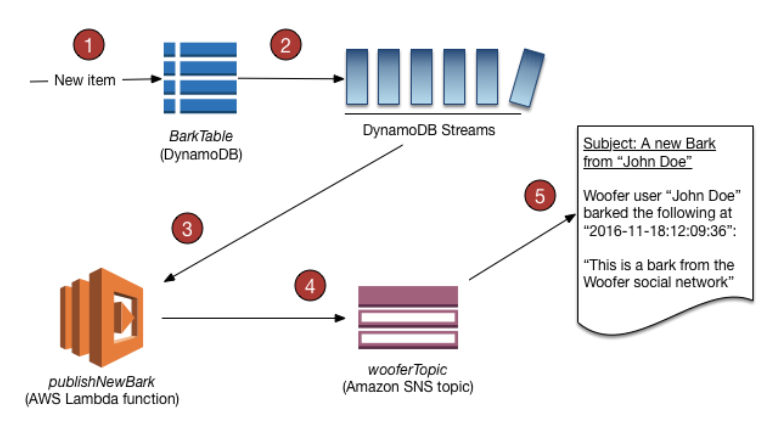 1
New item
BarkTable
(DynamoDB)
2
DynamoDB Streams
3
publishNewBark
(AWS Lambda function)
4
wooferTopic
(Amazon SNS topic)
5
Subject: A new Bark
from “John Doe”
Woofer user “John Doe”
barked the following at
“2016-11-18:12:09:36”:
“This is a bark from the
Woofer social network”